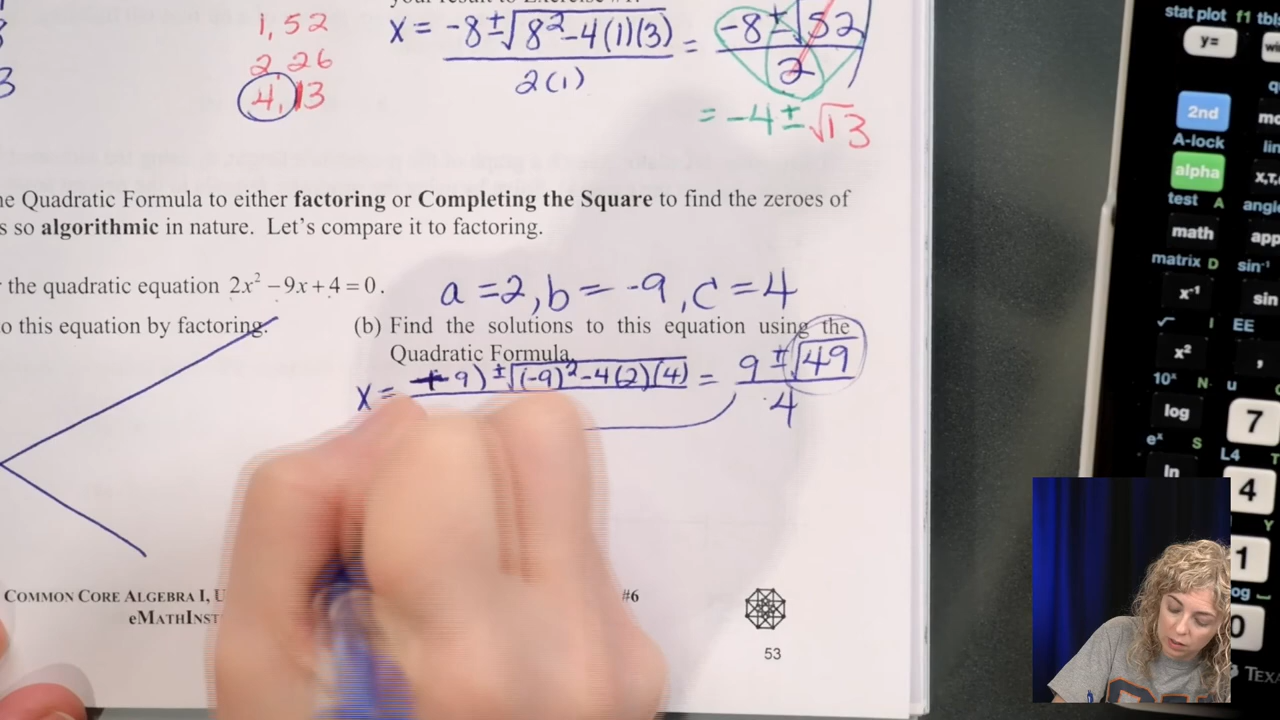 1, 52
2, 26
4, 13
3
x = -8 ± √8² - 4(1)(3) / 2(1) = -8 ± √52 / 2
= -4 ± √13
he Quadratic Formula to either factoring or Completing the Square to find the zeroes of
s so algorithmic in nature. Let's compare it to factoring.
the quadratic equation 2x² - 9x + 4 = 0.
a = 2, b = -9, c = 4
o this equation by factoring.
(b) Find the solutions to this equation using the
Quadratic Formula.
x = + 9) ± √(-9)² - 4(2)(4) = 9 ± √49 / 4
COMMON CORE ALGEBRA I, U
#6
eMATHINST
53
stat plot f1
y=
2nd
A-lock
alpha
test A
math
matrix D
x⁻¹
sin⁻¹
sin
√ I EE
x² ,
10ˣ N u
log 7
eˣ S L4
ln 4
Y
1
0